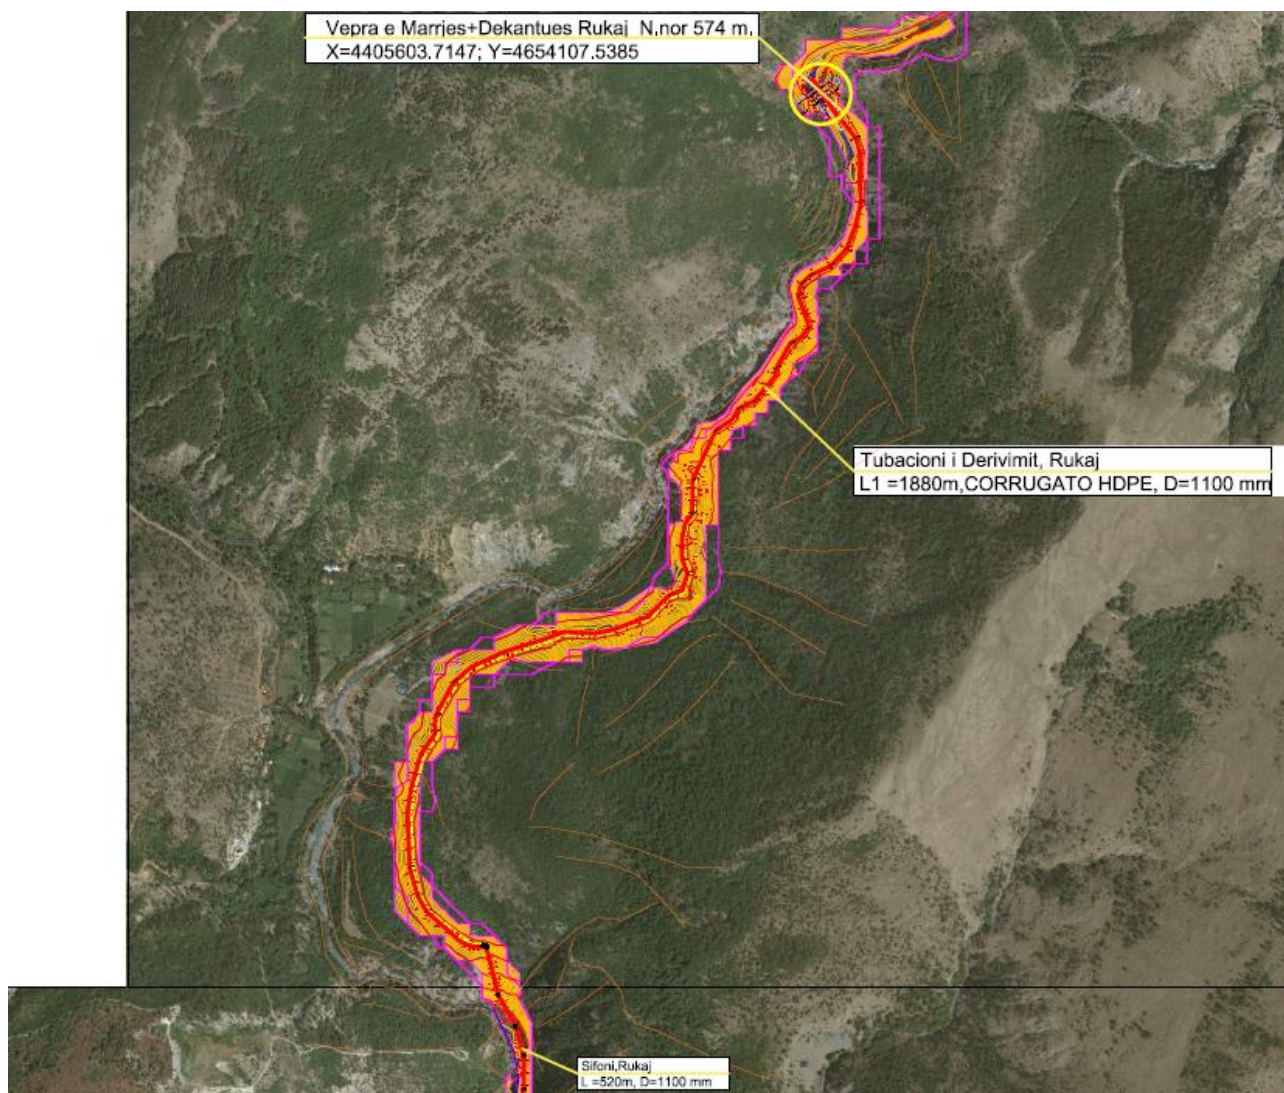 Vepra e Marrjes+Dekantues Rukaj N,nor 574 m,
X=4405603.7147; Y=4654107.5385
Tubacioni i Derivimit, Rukaj
L1 =1880m,CORRUGATO HDPE, D=1100 mm
Sifoni,Rukaj
L =520m, D=1100 mm